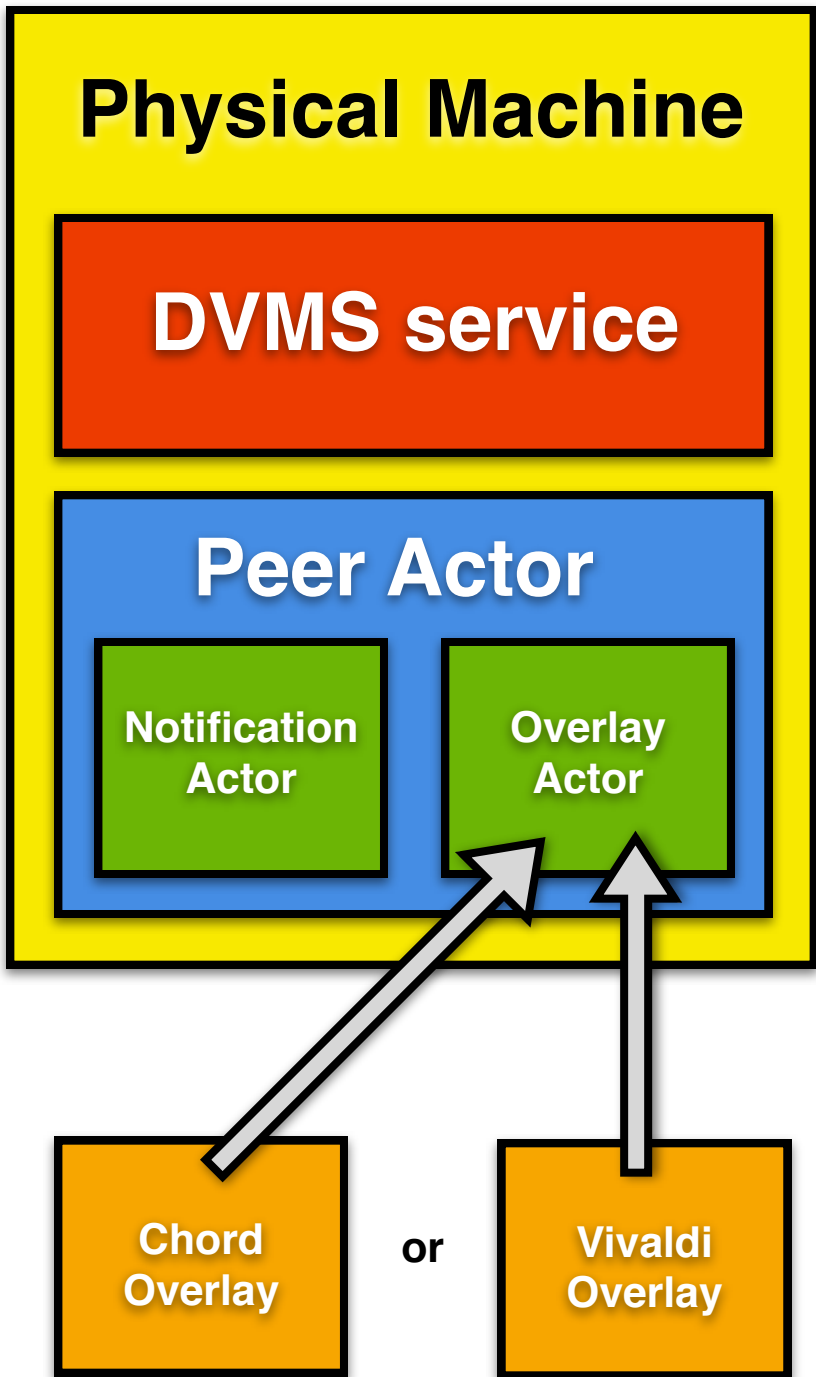 Physical Machine
DVMS service
Peer Actor
Notification
Actor
Overlay
Actor
Chord
Overlay
or
Vivaldi
Overlay